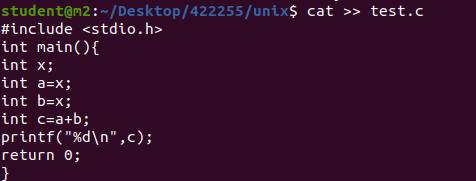 student@m2:~/Desktop/422255/unix$ cat >> test.c
#include <stdio.h>
int main(){
int x;
int a=x;
int b=x;
int c=a+b;
printf("%d\n",c);
return 0;
}